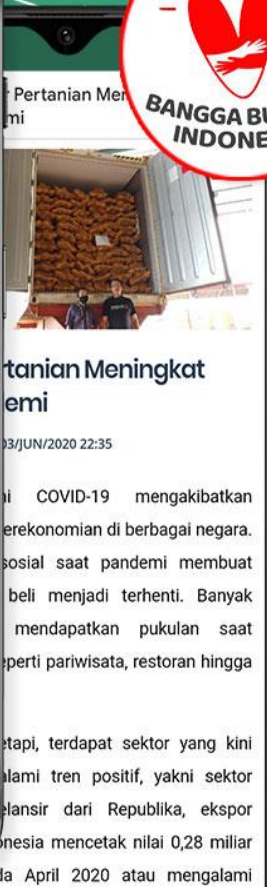 Pertanian Mer
mi
BANGGA BU
INDONE
tanian Meningkat
emi
03/JUN/2020 22:35
COVID-19 mengakibatkan
erekonomian di berbagai negara.
sosial saat pandemi membuat
beli menjadi terhenti. Banyak
mendapatkan pukulan saat
eperti pariwisata, restoran hingga
etapi, terdapat sektor yang kini
alami tren positif, yakni sektor
elansir dari Republika, ekspor
onesia mencetak nilai 0,28 miliar
da April 2020 atau mengalami